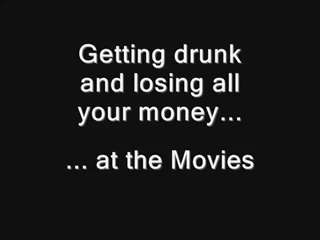 Getting drunk
and losing all
your money...
... at the Movies